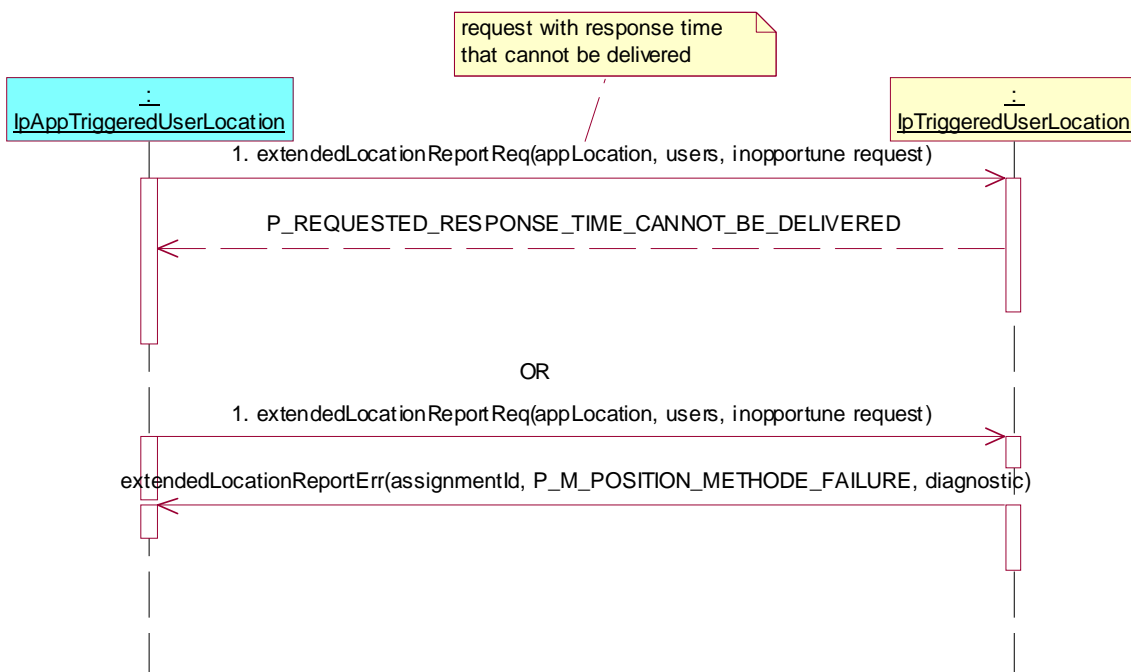 request with response time
that cannot be delivered
:
IpAppTriggeredUserLocation
:
IpTriggeredUserLocation
1. extendedLocationReportReq(appLocation, users, inopportune request)
P_REQUESTED_RESPONSE_TIME_CANNOT_BE_DELIVERED
OR
1. extendedLocationReportReq(appLocation, users, inopportune request)
extendedLocationReportErr(assignmentId, P_M_POSITION_METHODE_FAILURE, diagnostic)